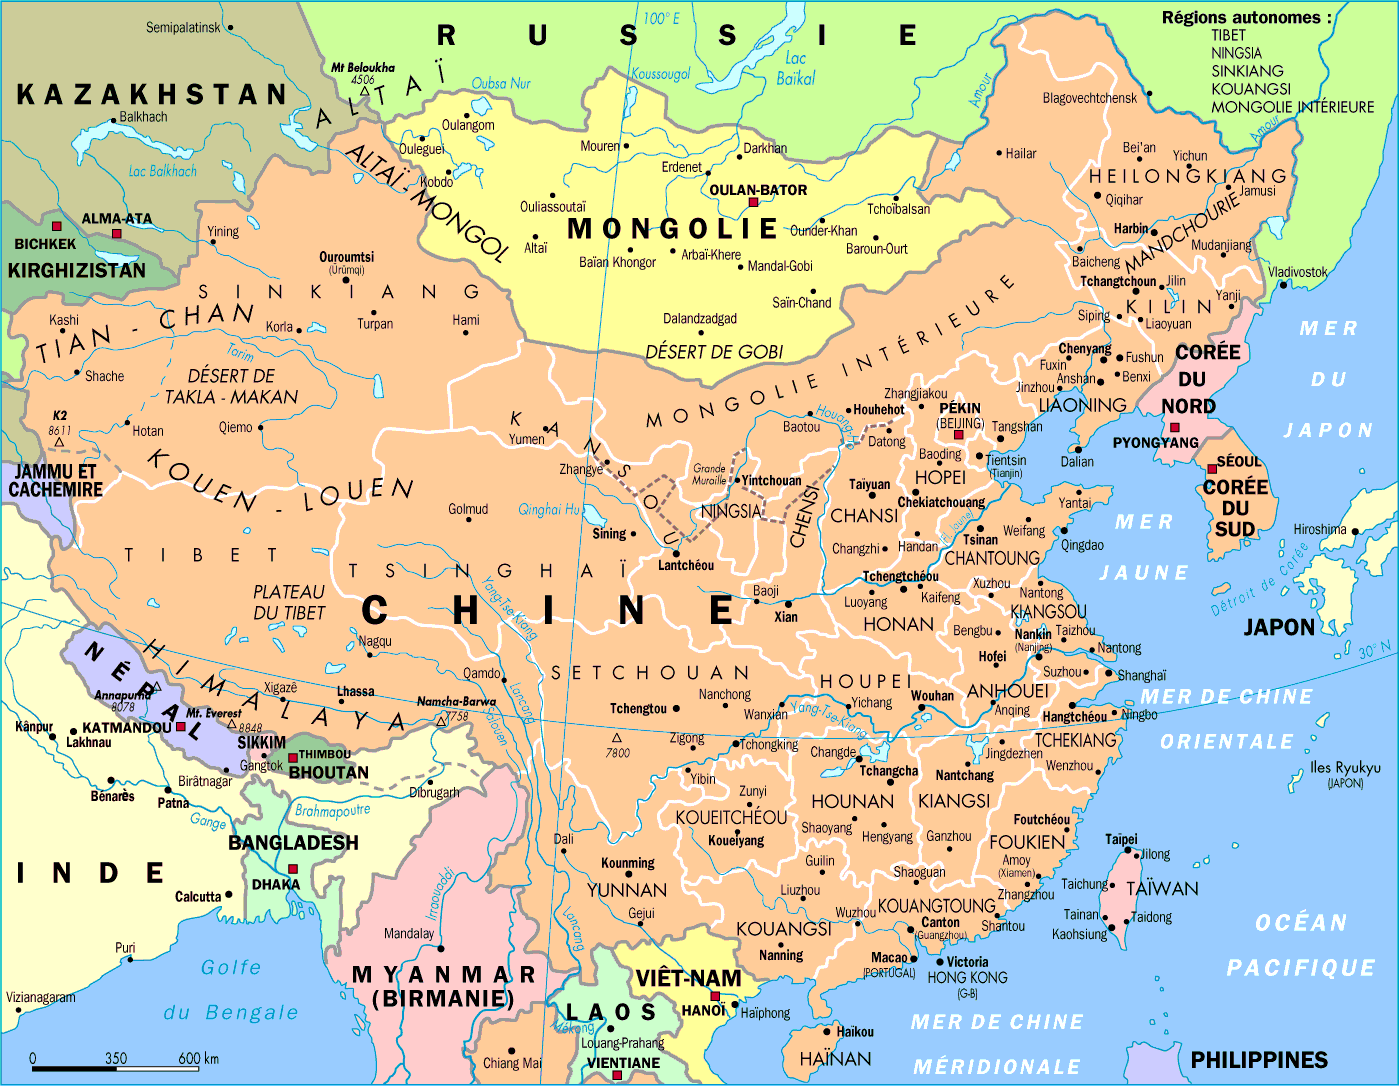 RUSSIE
100° E
Régions autonomes :
TIBET
NINGSIA
SINKIANG
KOUANGSI
MONGOLIE INTÉRIEURE
Semipalatinsk
Mt Beloukha
4506
ALTAÏ
Oubsa Nur
Koussougol
Lac
Baïkal
Amour
Blagovechtchensk
Amour
KAZAKHSTAN
Balkhach
Lac Balkhach
Oulangom
Ouleguei
Kobdo
ALTAÏ-MONGOL
Mouren
Darkhan
Erdenet
OULAN-BATOR
Ouliassoutaï
MONGOLIE
Tchoïbalsan
Ounder-Khan
Baroun-Ourt
Altaï
Baïan Khongor
Arbaï-Khere
Mandal-Gobi
Saïn-Chand
Dalandzadgad
DÉSERT DE GOBI
Hailar
Bei'an
Yichun
HEILONGKIANG
Jamusi
Qiqihar
MANDCHOURIE
Harbin
Mudanjiang
Baicheng
Tchangtchoun
Jilin
KILIN
Yanji
Siping
Liaoyuan
Vladivostok
ALMA-ATA
BICHKEK
KIRGHIZISTAN
Yining
Ouroumtsi
(Ürümqi)
SINKIANG
Kashi
TIAN-CHAN
Korla
Turpan
Hami
Tarim
Shache
DÉSERT DE
TAKLA - MAKAN
K2
8611
Hotan
Qiemo
MONGOLIE INTÉRIEURE
Chenyang
Fushun
Fuxin
Anshan
Benxi
Jinzhou
LIAONING
CORÉE
DU
NORD
PYONGYANG
MER
DU
JAPON
Zhangjiakou
Houhehot
PÉKIN
(BEIJING)
Houang-H
Baotou
Datong
Tangshan
Baoding
Tientsin
(Tianjin)
Dalian
SÉOUL
CORÉE
DU
SUD
KANSOU
Yumen
Zhangye
Grande
Muraille
Yintchouan
HOPEI
Taiyuan
Chekiatchouang
JAMMU ET
CACHEMIRE
KOUEN - LOUEN
Golmud
Qinghai Hu
NINGSIA
CHENSI
CHANSI
(F. Jaune)
Yantai
Weifang
MER
JAUNE
Hiroshima
Sining
Tsinan
Qingdao
Changzhi
Handan
CHANTOUNG
Lantchéou
TIBET
TSINGHAÏ
Détroit de Corée
PLATEAU
DU TIBET
CHINE
Yang-Tse-Kiang
Baoji
Xian
Tchengtchéou
Luoyang
Kaifeng
HONAN
Xuzhou
Nantong
KIANGSOU
JAPON
Bengbu
Nankin
(Nanjing)
Taizhou
Nantong
30° N
Hofei
Suzhou
Shanghaï
Nagqu
Qamdo
NÉPAL
HIMALAYA
SETCHOUAN
HOUPEI
Lancang
Salouen
Annapurna
8078
Xigazê
Lhassa
Namcha-Barwa
7758
Nanchong
Tchengtou
Wanxian
Yichang
Wouhan
ANHOUEI
Anqing
MER DE CHINE
ORIENTALE
Hangtchéou
Ningbo
Yang-Tse-Kiang
Kânpur
Lakhnau
KATMANDOU
Mt. Everest
8848
SIKKIM
Gangtok
THIMBOU
BHOUTAN
Birâtnagar
7800
Zigong
Tchongking
Changde
Jingdezhen
TCHEKIANG
Wenzhou
Yibin
Tchangcha
Nantchang
Iles Ryukyu
(JAPON)
Bénarès
Patna
Gange
Dibrugarh
Brahmapoutre
BANGLADESH
DHAKA
Zunyi
KOUEITCHÉOU
Koueiyang
HOUNAN
KIANGSI
Shaoyang
Hengyang
Ganzhou
Foutchéou
FOUKIEN
Amoy
(Xiamen)
Zhangzhou
Taïpei
Jilong
Taichung
TAÏWAN
Tainan
Taidong
Kaohsiung
INDE
Calcutta
Puri
Vizianagaram
Irraouaddi
Dali
Kounming
YUNNAN
Gejui
Lancang
Guilin
Shaoguan
Liuzhou
KOUANGTOUNG
Wuzhou
Canton
(Guangzhou)
Shantou
KOUANGSI
Nanning
Macao
(PORTUGAL)
Victoria
HONG KONG
(G-B)
OCÉAN
PACIFIQUE
Golfe
du Bengale
Mandalay
MYANMAR
(BIRMANIE)
VIÊT-NAM
HANOÏ
Haïphong
LAOS
Mékong
Louang-Prahang
VIENTIANE
Chiang Mai
Haïkou
HAÏNAN
MER DE CHINE
MÉRIDIONALE
PHILIPPINES
0 350 600 km